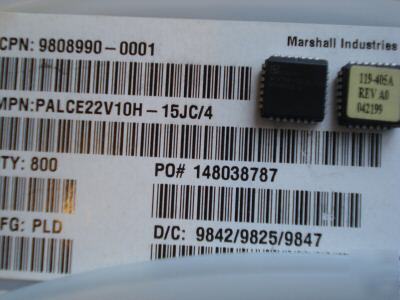 CPN: 9808990-0001
Marshall Industries
MPN:PALCE22V10H-15JC/4
119-405A
REV A0
042199
TY: 800
PO# 148038787
FG: PLD
D/C: 9842/9825/9847